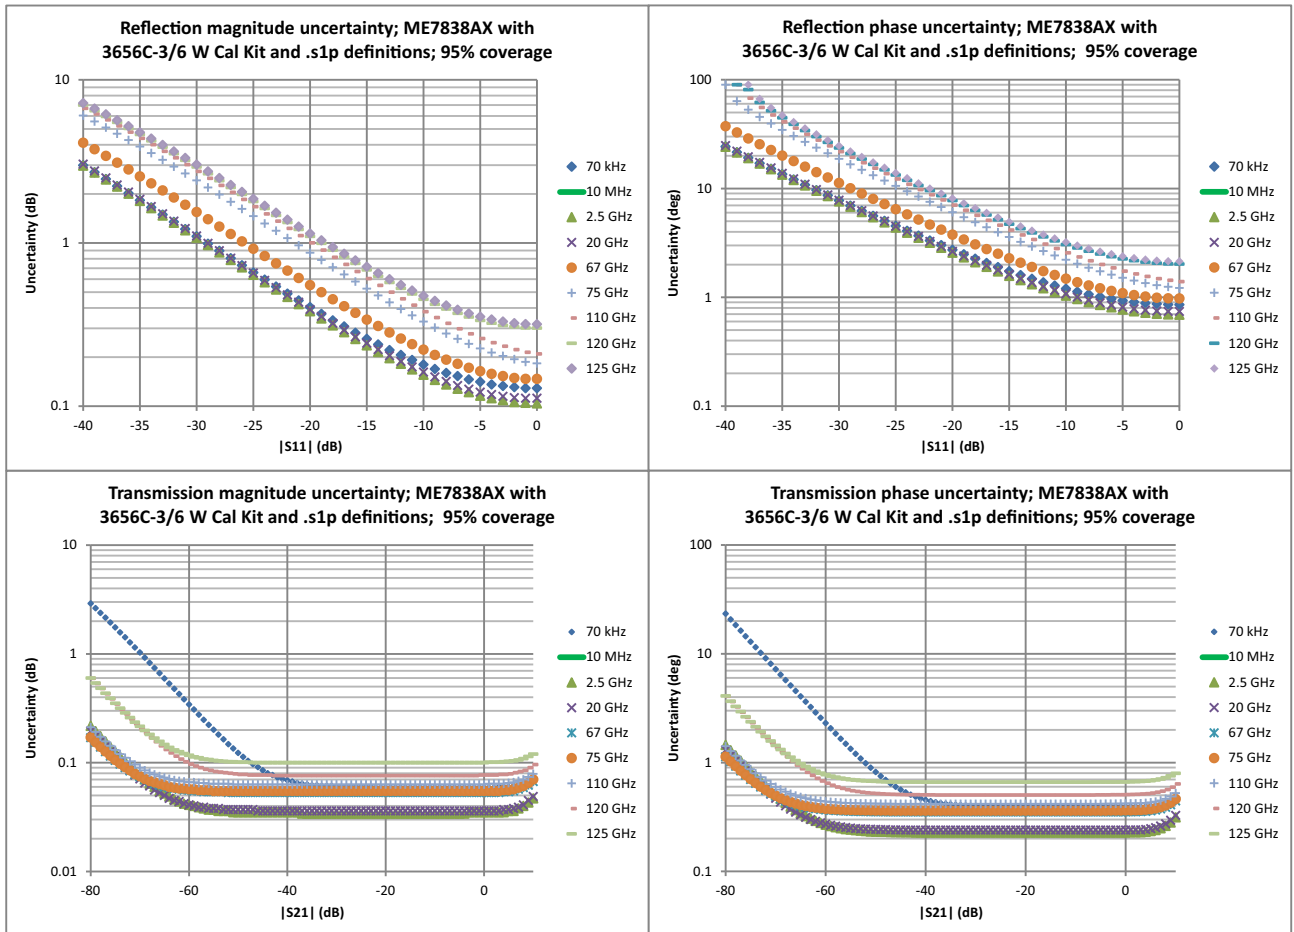 Reflection magnitude uncertainty; ME7838AX with
3656C-3/6 W Cal Kit and .s1p definitions; 95% coverage
10
1
0.1
Uncertainty (dB)
-40 -35 -30 -25 -20 -15 -10 -5 0
|S11| (dB)
70 kHz
10 MHz
2.5 GHz
20 GHz
67 GHz
75 GHz
110 GHz
120 GHz
125 GHz
Reflection phase uncertainty; ME7838AX with
3656C-3/6 W Cal Kit and .s1p definitions; 95% coverage
100
10
1
0.1
Uncertainty (deg)
-40 -35 -30 -25 -20 -15 -10 -5 0
|S11| (dB)
70 kHz
10 MHz
2.5 GHz
20 GHz
67 GHz
75 GHz
110 GHz
120 GHz
125 GHz
Transmission magnitude uncertainty; ME7838AX with
3656C-3/6 W Cal Kit and .s1p definitions; 95% coverage
10
1
0.1
0.01
Uncertainty (dB)
-80 -60 -40 -20 0
|S21| (dB)
70 kHz
10 MHz
2.5 GHz
20 GHz
67 GHz
75 GHz
110 GHz
120 GHz
125 GHz
Transmission phase uncertainty; ME7838AX with
3656C-3/6 W Cal Kit and .s1p definitions; 95% coverage
100
10
1
0.1
Uncertainty (deg)
-80 -60 -40 -20 0
|S21| (dB)
70 kHz
10 MHz
2.5 GHz
20 GHz
67 GHz
75 GHz
110 GHz
120 GHz
125 GHz